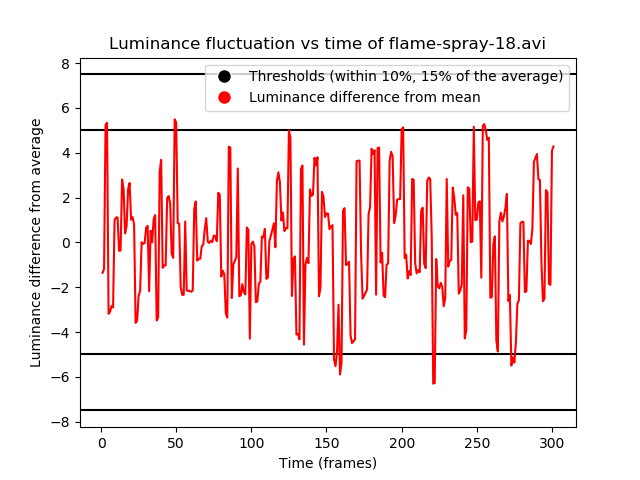 Luminance fluctuation vs time of flame-spray-18.avi
Thresholds (within 10%, 15% of the average)
Luminance difference from mean
Luminance difference from average
8
6
4
2
0
−2
−4
−6
−8
0 50 100 150 200 250 300
Time (frames)